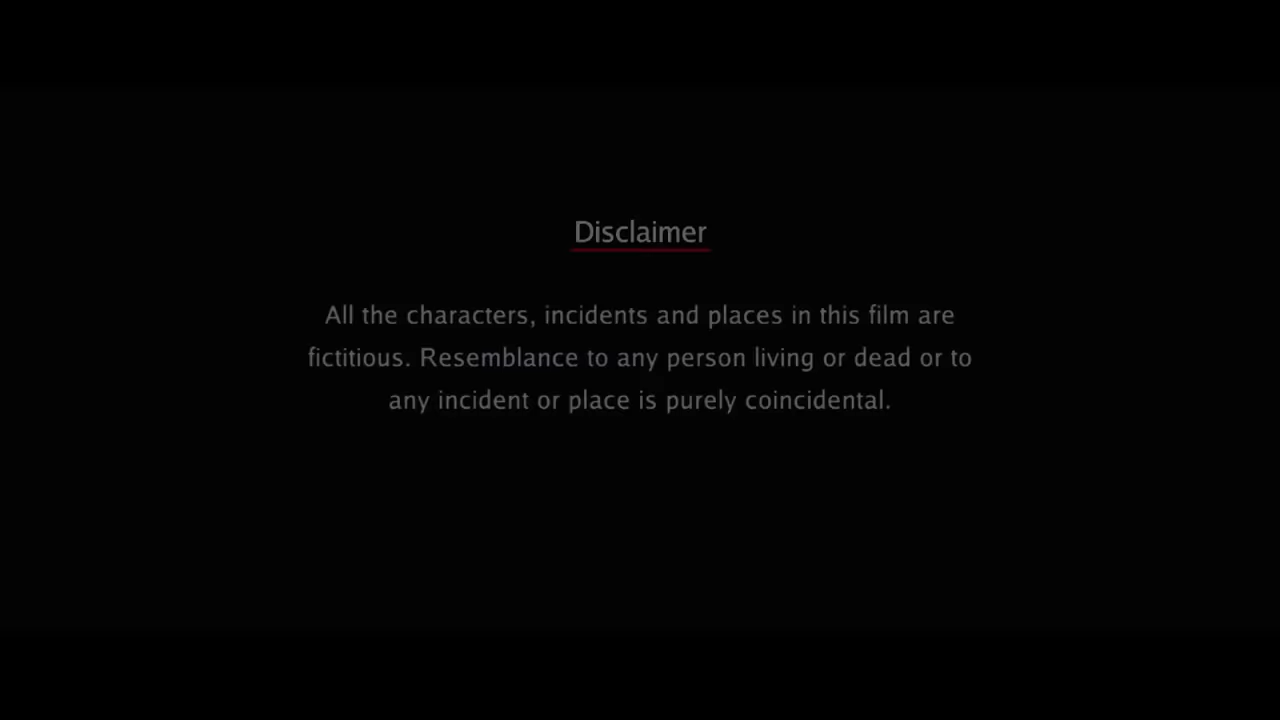 Disclaimer
All the characters, incidents and places in this film are
fictitious. Resemblance to any person living or dead or to
any incident or place is purely coincidental.